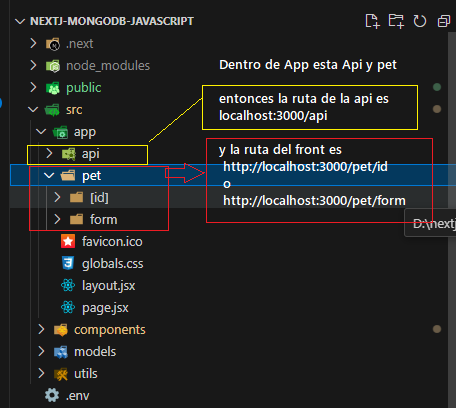 NEXTJ-MONGODB-JAVASCRIPT
.next
node_modules
Dentro de App esta Api y pet
public
src
entonces la ruta de la api es
localhost:3000/api
app
api
y la ruta del front es
http://localhost:3000/pet/id
o
http://localhost:3000/pet/form
pet
[id]
form
D:\nextj
favicon.ico
globals.css
layout.jsx
page.jsx
components
models
utils
.env